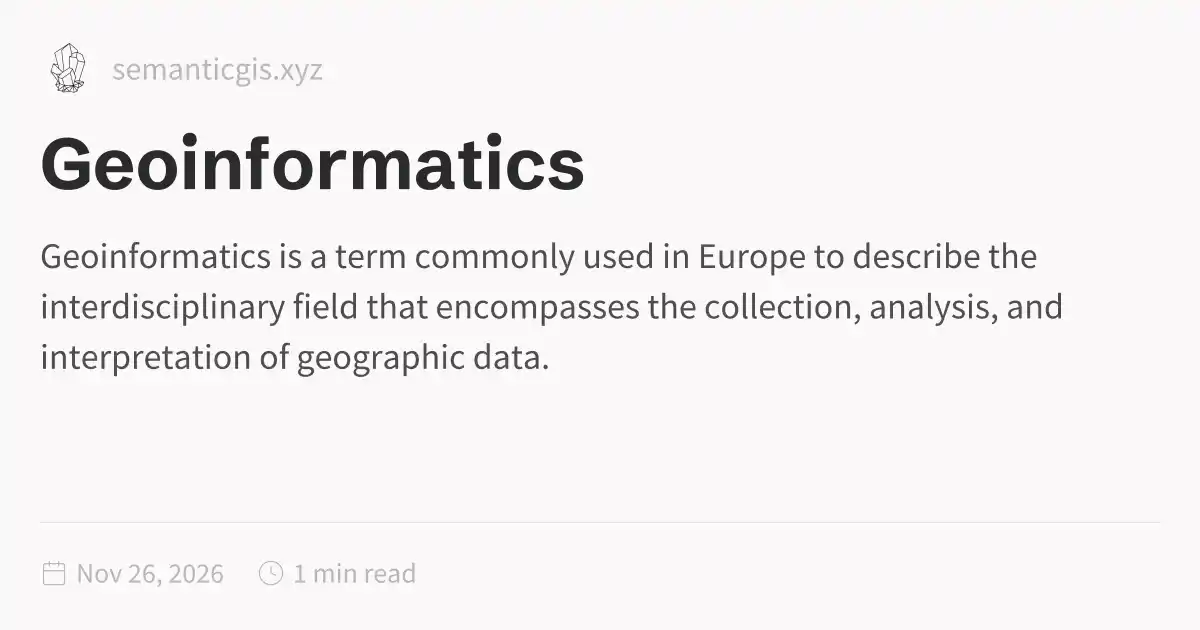 semanticgis.xyz
Geoinformatics
Geoinformatics is a term commonly used in Europe to describe the
interdisciplinary field that encompasses the collection, analysis, and
interpretation of geographic data.
Nov 26, 2026 1 min read